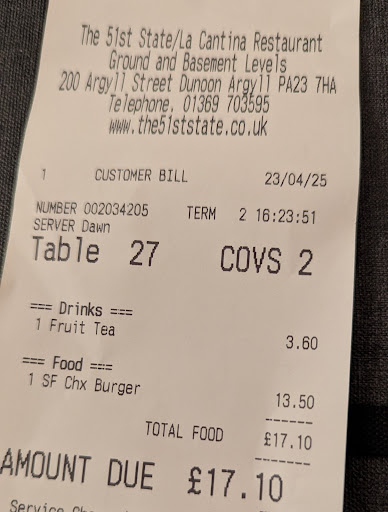 The 51st State/La Cantina Restaurant
Ground and Basement Levels
200 Argyll Street Dunoon Argyll PA23 7HA
Telephone. 01369 703595
www.the51ststate.co.uk
1 CUSTOMER BILL 23/04/25
NUMBER 002034205 TERM 2 16:23:51
SERVER Dawn
Table 27 COVS 2
=== Drinks ===
1 Fruit Tea 3.60
=== Food ===
1 SF Chx Burger 13.50
-------
TOTAL FOOD £17.10
-------
AMOUNT DUE £17.10
Service